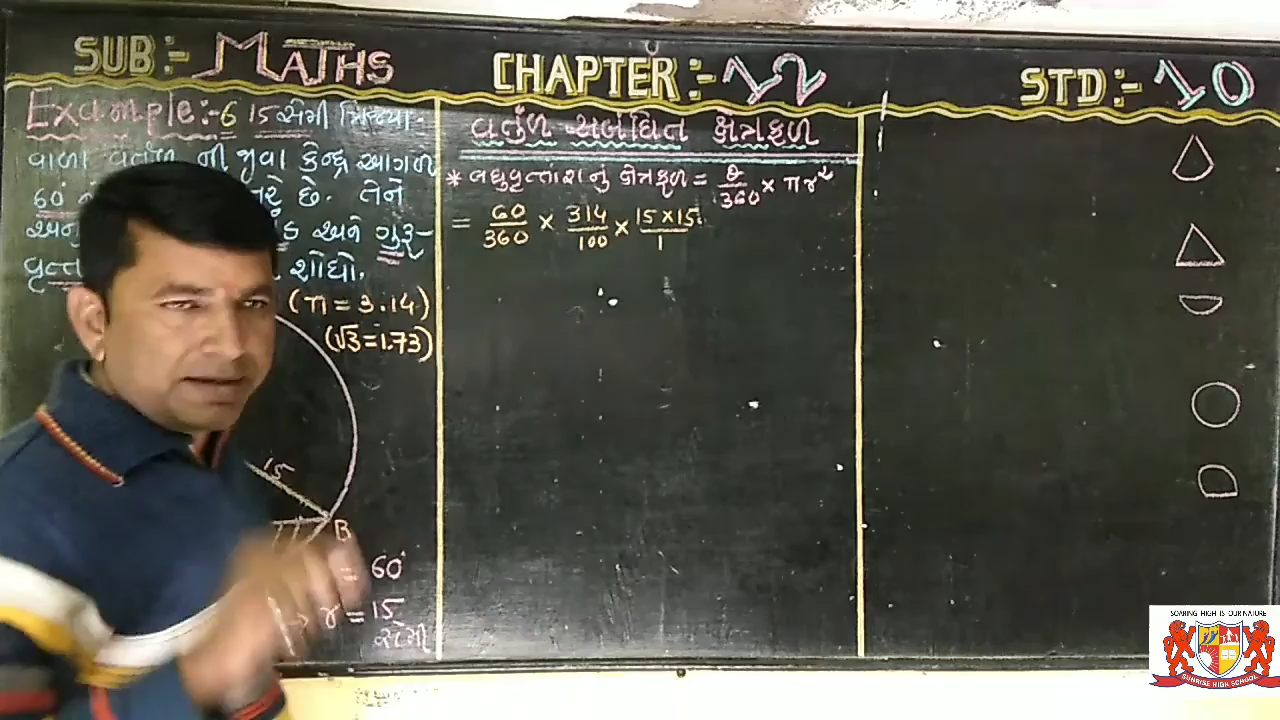 SUB:- MATHS
CHAPTER:- 12
STD:- 10
Example:-6 15 સેમી ત્રિજ્યા-
વાળા વર્તુળ ની જીવા કેન્દ્ર આગળ
60°
છે. તેને
અને ગુરુ-
શોધો.
(π = 3.14)
(√3 = 1.73)
15
B
= 60°
→ r = 15
સેમી
વર્તુળ સંબંધિત ક્ષેત્રફળ
* લઘુવૃત્તાંશનું ક્ષેત્રફળ = θ/360 × πr²
= 60/360 × 314/100 × 15×15/1
SOARING HIGH IS OUR NATURE
SUNRISE HIGH SCHOOL